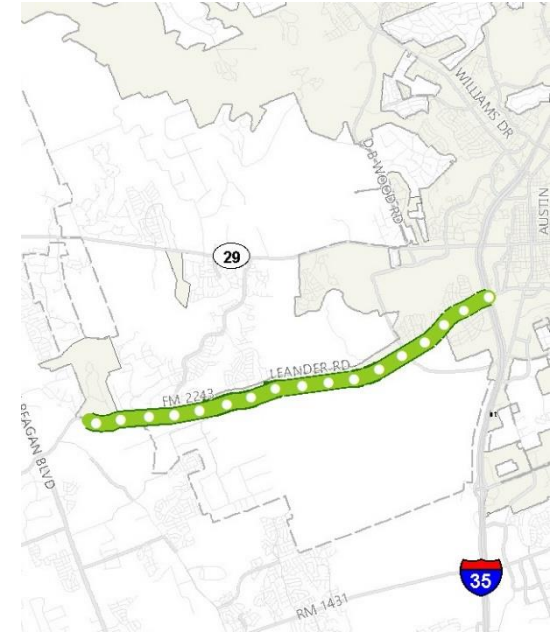 WILLIAMS DR
D B WOOD RD
AUSTIN
29
LEANDER RD
FM 2243
REAGAN BLVD
35
RM 1431